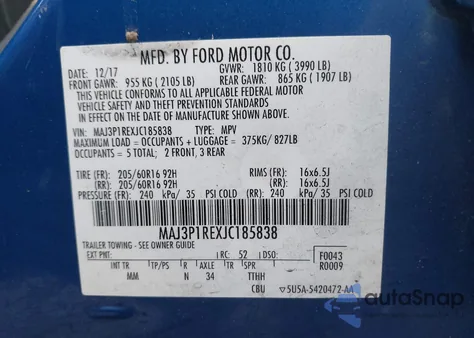 MFD. BY FORD MOTOR CO.
DATE: 12/17 GVWR: 1810 KG ( 3990 LB)
FRONT GAWR: 955 KG ( 2105 LB) REAR GAWR: 865 KG ( 1907 LB)
THIS VEHICLE CONFORMS TO ALL APPLICABLE FEDERAL MOTOR
VEHICLE SAFETY AND BUMPER STANDARDS
IN EFFECT ON THE DATE OF MANUFACTURE SHOWN ABOVE.
VIN: MAJ3P1REXJC185838 TYPE: MPV
MAXIMUM LOAD = OCCUPANTS + LUGGAGE = 375KG/ 827LB
OCCUPANTS = 5 TOTAL; 2 FRONT, 3 REAR
TIRE (FR): 205/60R16 92H RIMS (FR): 16x6.5J
(RR): 205/60R16 92H (RR): 16x6.5J
PRESSURE (FR): 240 kPa/ 35 PSI COLD (RR): 240 kPa/ 35 PSI COLD
MAJ3P1REXJC185838
TRAILER TOWING - SEE OWNER GUIDE
EXT PNT: RC: 52 DSO: F0043
R0009
INT TR TP/PS R AXLE TR SPR
MM N 34 TTHH
CBU 5U5A-5420472-AA
autoSnap